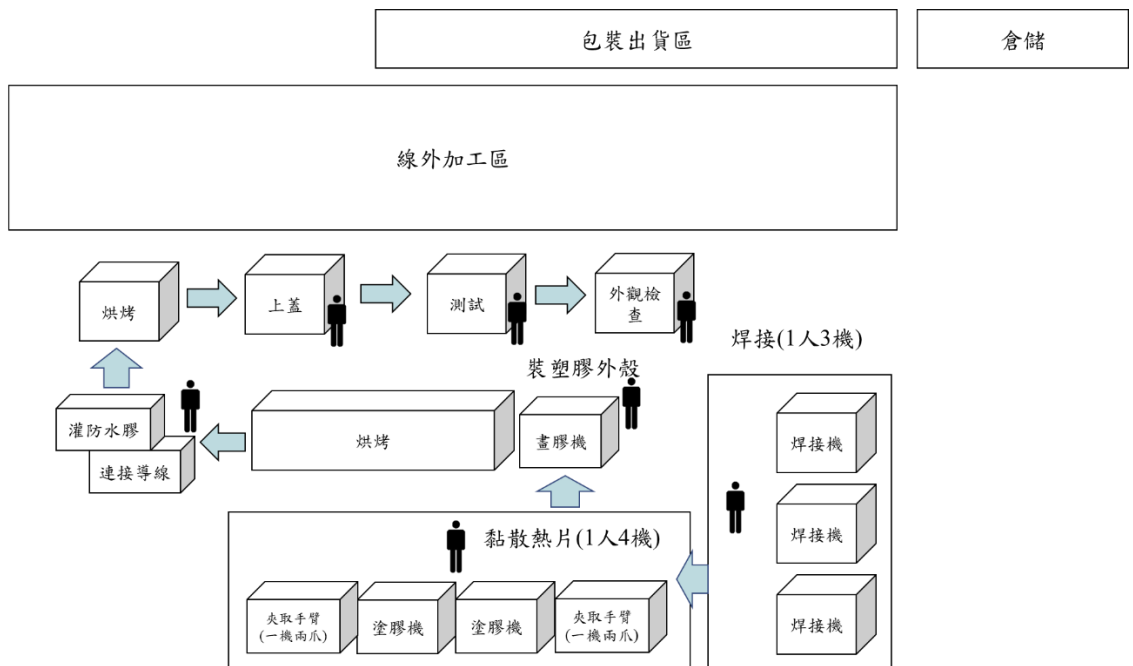 包裝出貨區
倉儲
線外加工區
烘烤
上蓋
測試
外觀檢
查
焊接(1人3機)
裝塑膠外殼
灌防水膠
連接導線
烘烤
畫膠機
焊接機
焊接機
焊接機
黏散熱片(1人4機)
夾取手臂
(一機兩爪)
塗膠機
塗膠機
夾取手臂
(一機兩爪)